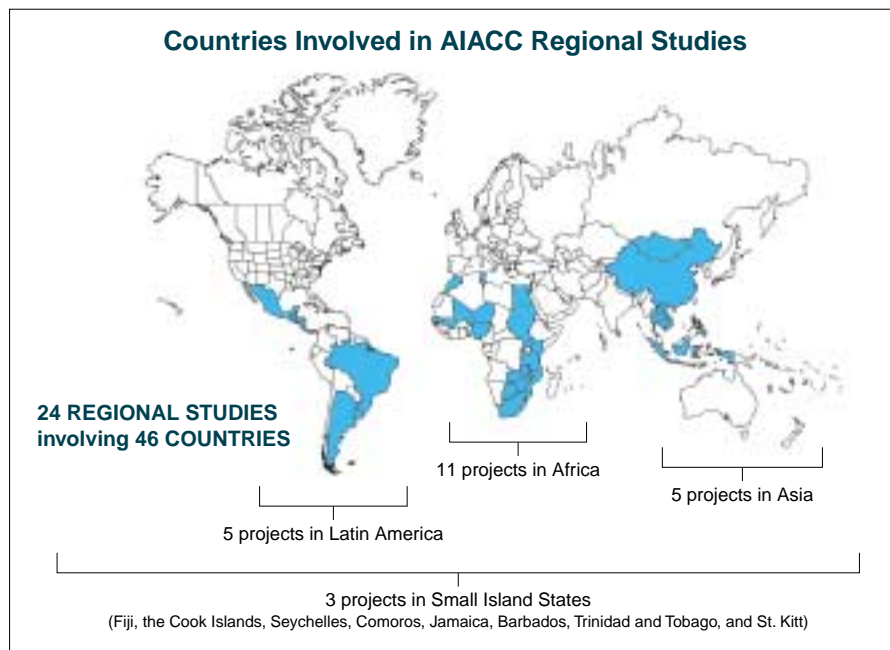 Countries Involved in AIACC Regional Studies
24 REGIONAL STUDIES
involving 46 COUNTRIES
11 projects in Africa
5 projects in Asia
5 projects in Latin America
3 projects in Small Island States
(Fiji, the Cook Islands, Seychelles, Comoros, Jamaica, Barbados, Trinidad and Tobago, and St. Kitt)